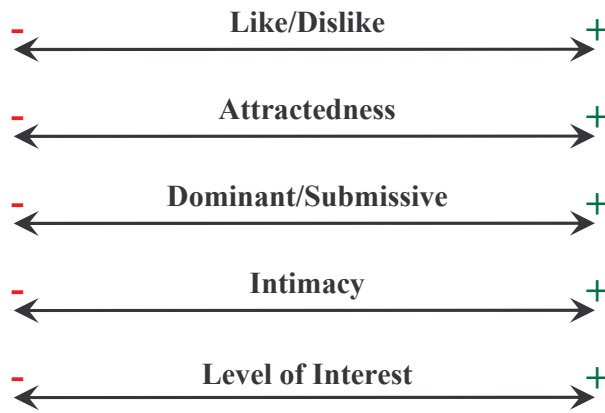 Like/Dislike
- +
Attractedness
- +
Dominant/Submissive
- +
Intimacy
- +
Level of Interest
- +